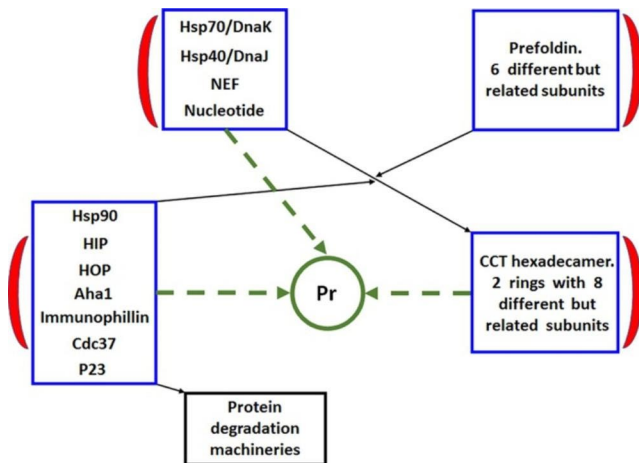 Hsp70/DnaK
Hsp40/DnaJ
NEF
Nucleotide
Prefoldin.
6 different but
related subunits
Hsp90
HIP
HOP
Aha1
Immunophillin
Cdc37
P23
Pr
CCT hexadecamer.
2 rings with 8
different but
related subunits
Protein
degradation
machineries